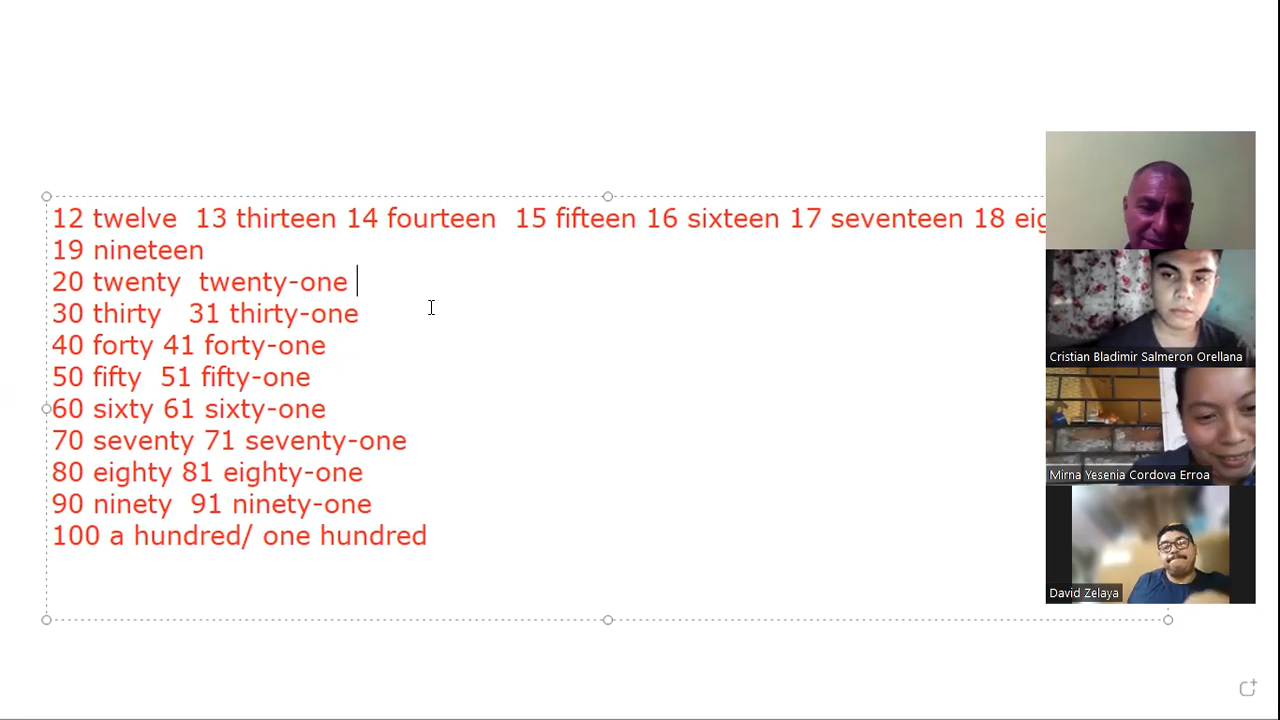 12 twelve  13 thirteen 14 fourteen  15 fifteen 16 sixteen 17 seventeen 18
19 nineteen
20 twenty  twenty-one
30 thirty   31 thirty-one
40 forty 41 forty-one
50 fifty  51 fifty-one
60 sixty 61 sixty-one
70 seventy 71 seventy-one
80 eighty 81 eighty-one
90 ninety  91 ninety-one
100 a hundred/ one hundred
Cristian Bladimir Salmeron Orellana
Mirna Yesenia Cordova Erroa
David Zelaya